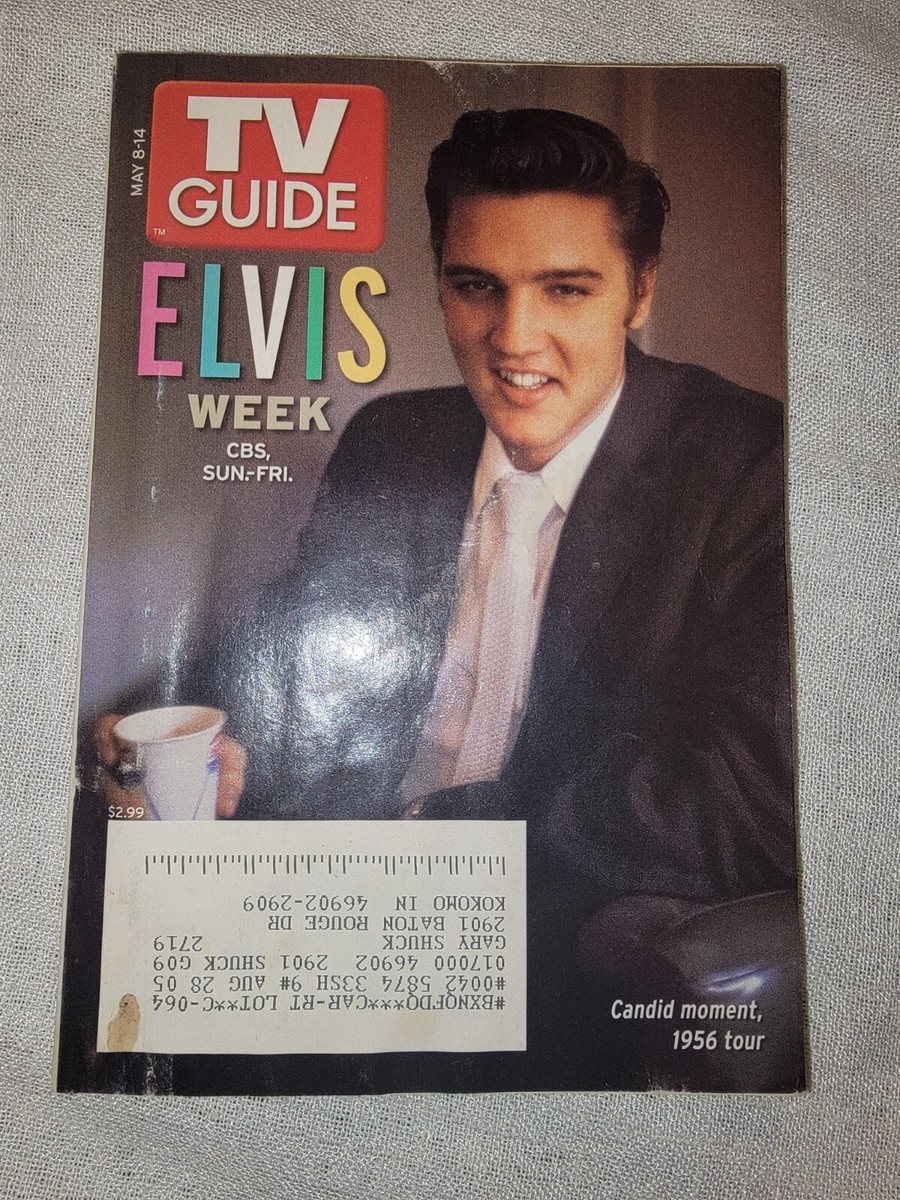 MAY 8-14
TV
GUIDE
TM
ELVIS
WEEK
CBS,
SUN.-FRI.
$2.99
#BXNOFDQ***CAR-RT LOT**C-064
#0042 5874 33SH 9# AUG 28 05
017000 46902 2901 SHUCK G09
GARY SHUCK 2719
2901 BATON ROUGE DR
KOKOMO IN 46902-2909
Candid moment,
1956 tour